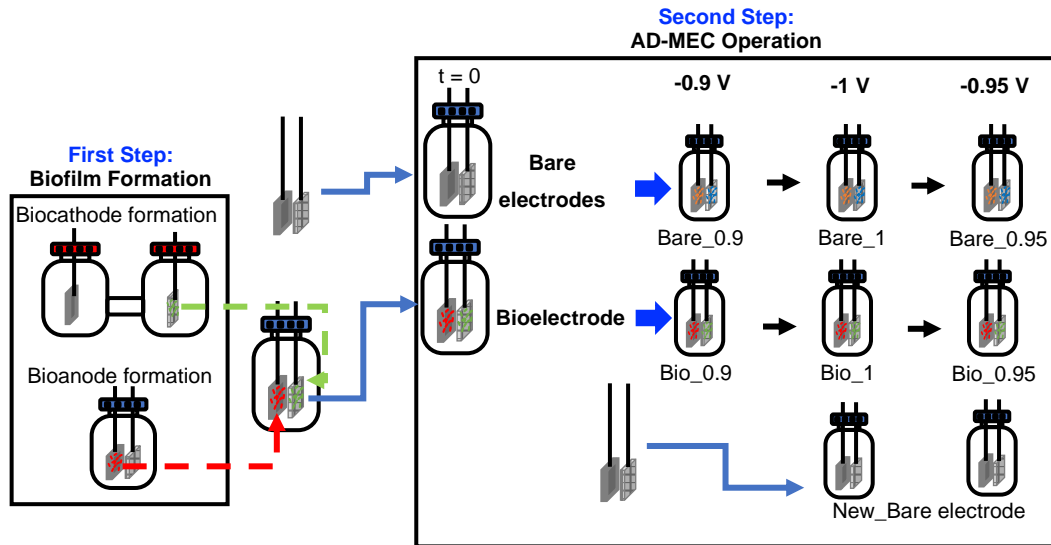 First Step:
Biofilm Formation
Biocathode formation
Bioanode formation
Second Step:
AD-MEC Operation
t = 0
-0.9 V
-1 V
-0.95 V
Bare
electrodes
Bare_0.9
Bare_1
Bare_0.95
Bioelectrode
Bio_0.9
Bio_1
Bio_0.95
New_Bare electrode